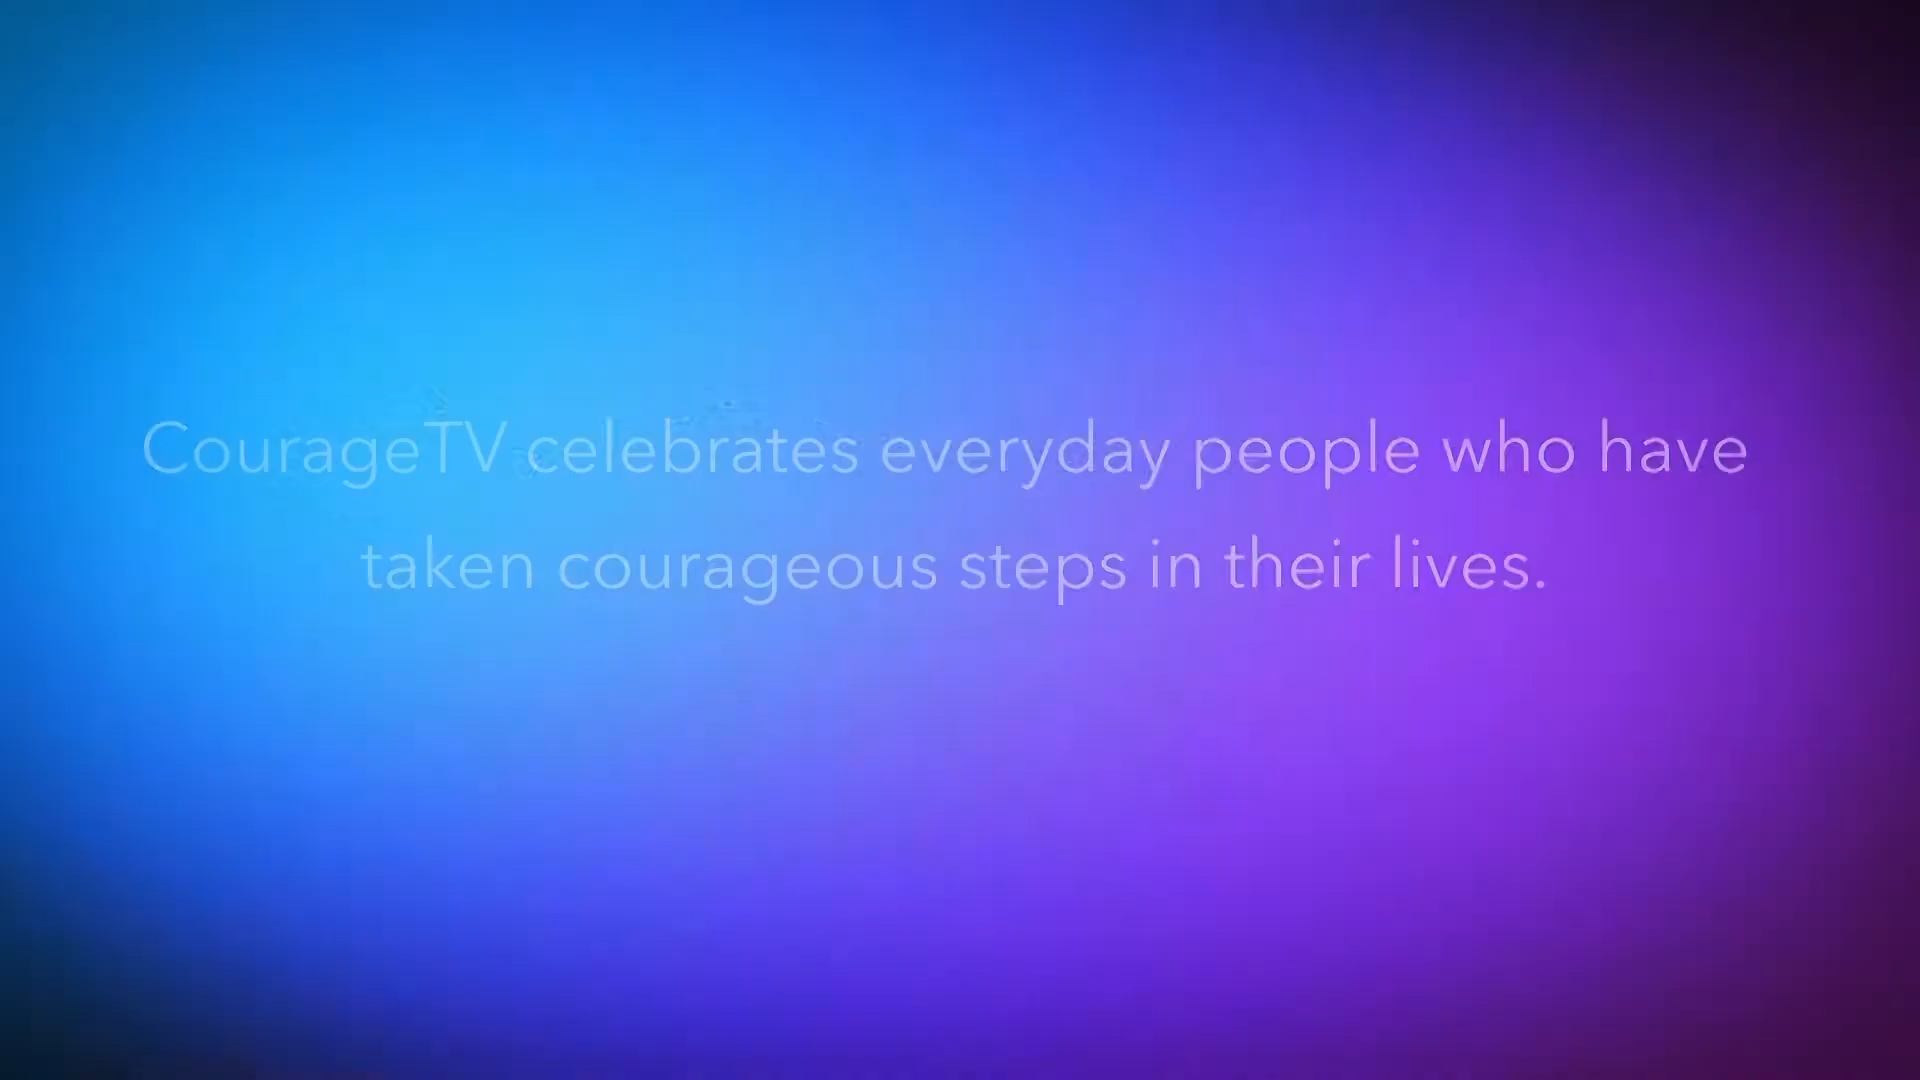 CourageTV celebrates everyday people who have
taken courageous steps in their lives.